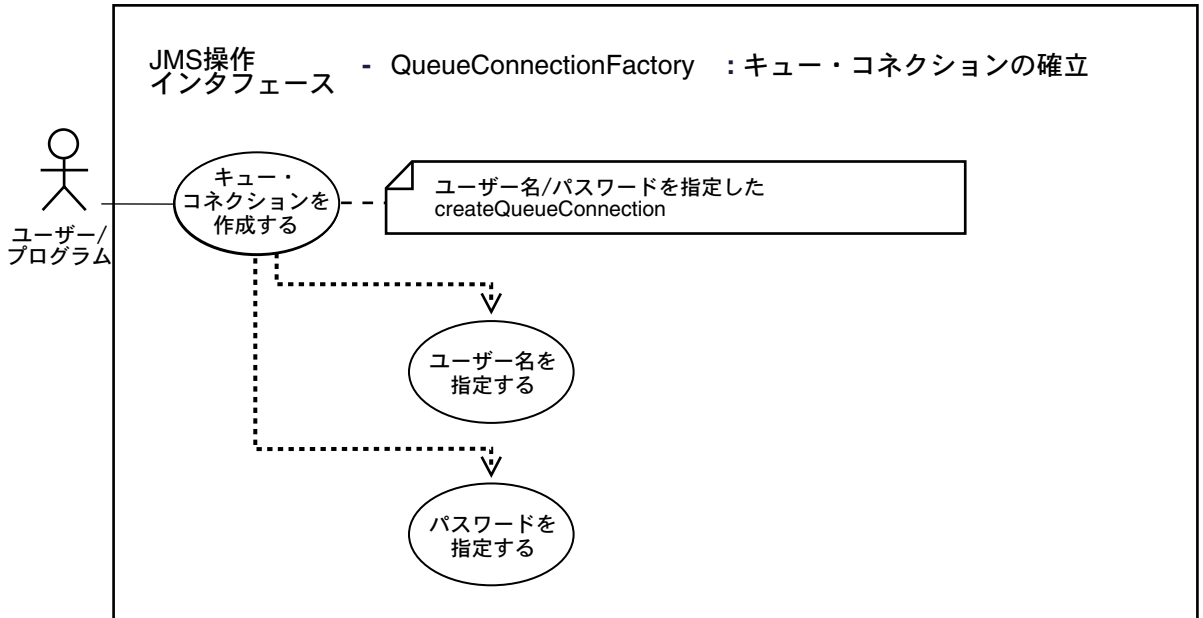 JMS操作
インタフェース - QueueConnectionFactory : キュー・コネクションの確立
キュー・
コネクションを
作成する
ユーザー名/パスワードを指定した
createQueueConnection
ユーザー/
プログラム
ユーザー名を
指定する
パスワードを
指定する